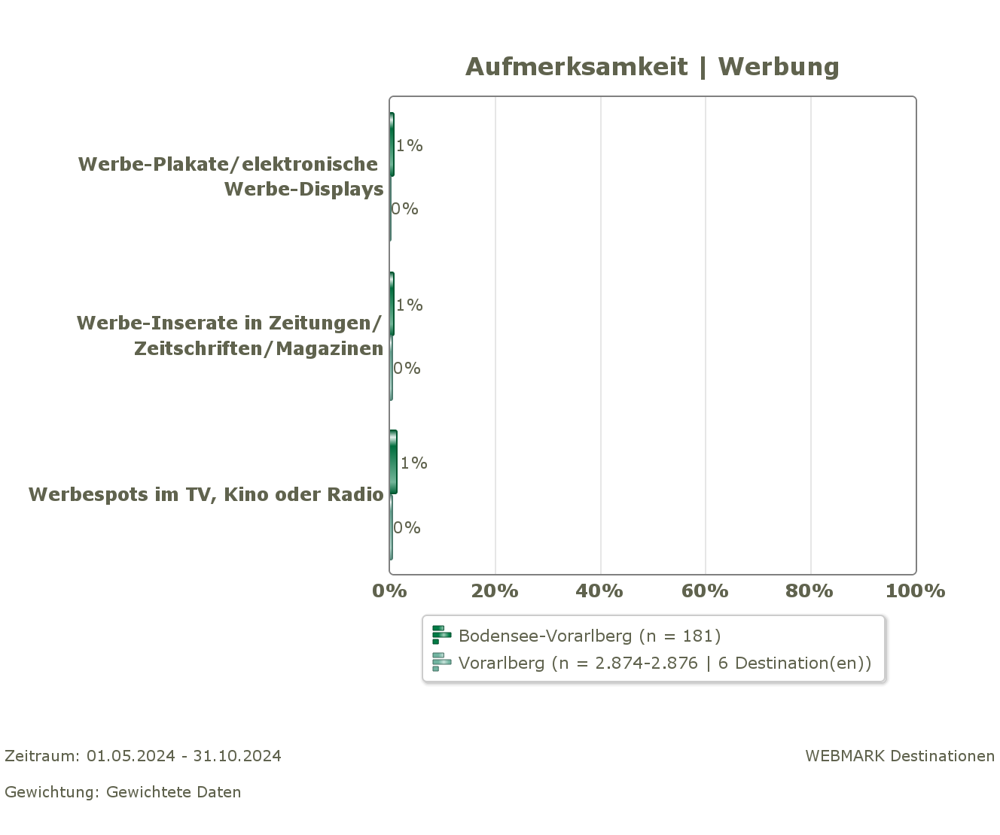 Aufmerksamkeit | Werbung
Werbe-Plakate/elektronische
Werbe-Displays
1%
0%
Werbe-Inserate in Zeitungen/
Zeitschriften/Magazinen
1%
0%
Werbespots im TV, Kino oder Radio
1%
0%
0% 20% 40% 60% 80% 100%
Bodensee-Vorarlberg (n = 181)
Vorarlberg (n = 2.874-2.876 | 6 Destination(en))
Zeitraum: 01.05.2024 - 31.10.2024
WEBMARK Destinationen
Gewichtung: Gewichtete Daten